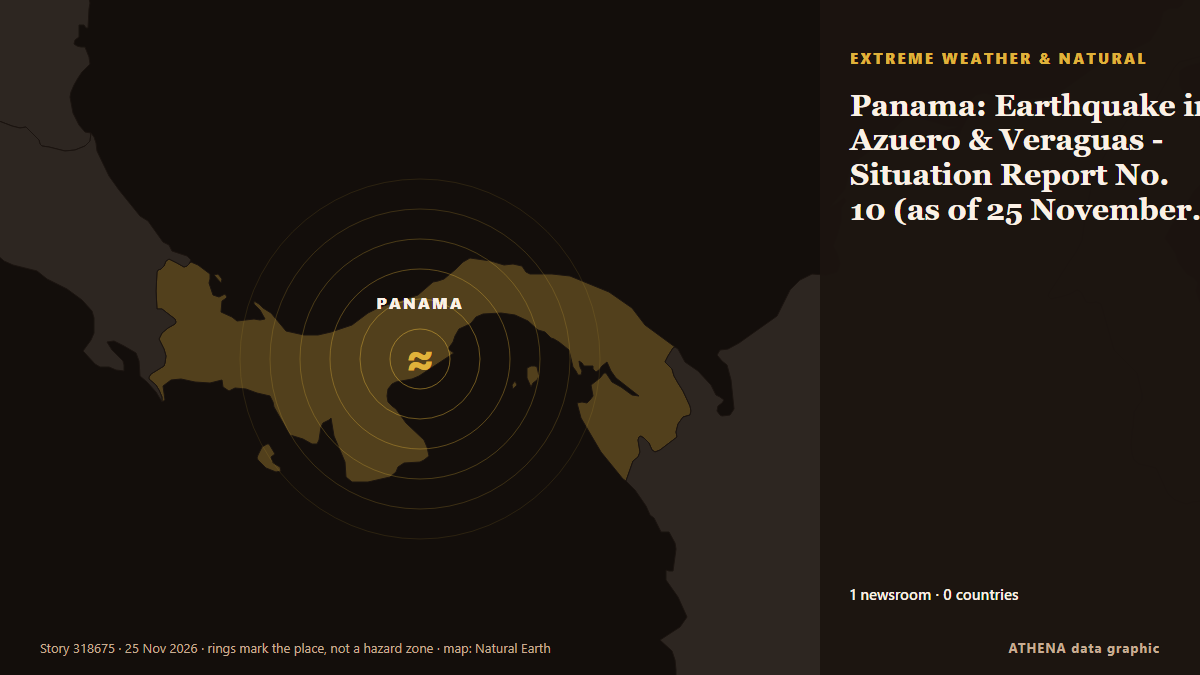 EXTREME WEATHER & NATURAL
Panama: Earthquake in
Azuero & Veraguas -
Situation Report No.
10 (as of 25 November.
PANAMA
1 newsroom · 0 countries
Story 318675 · 25 Nov 2026 · rings mark the place, not a hazard zone · map: Natural Earth
ATHENA data graphic